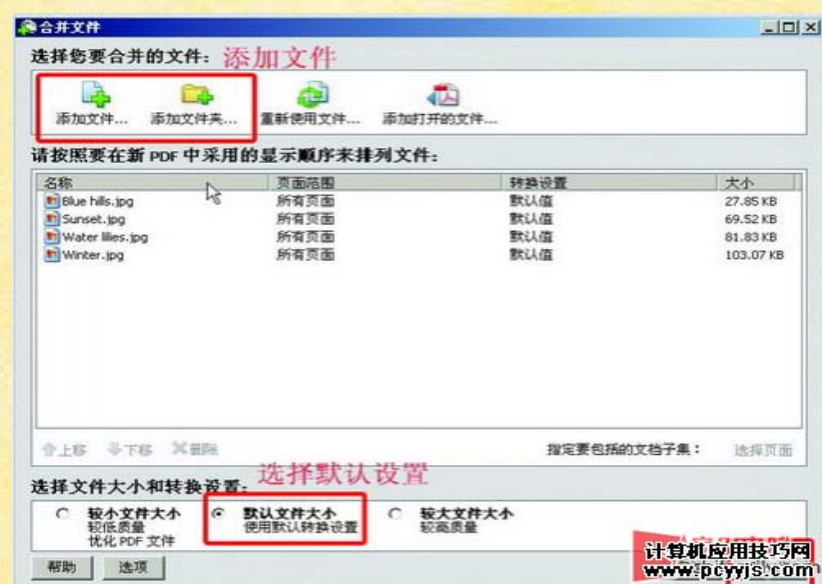 合并文件
选择您要合并的文件: 添加文件
添加文件... 添加文件夹... 重新使用文件... 添加打开的文件...
请按照要在新 PDF 中采用的显示顺序来排列文件:
名称 页面范围 转换设置 大小
Blue hills.jpg 所有页面 默认值 27.85 KB
Sunset.jpg 所有页面 默认值 69.52 KB
Water lilies.jpg 所有页面 默认值 81.83 KB
Winter.jpg 所有页面 默认值 103.07 KB
上移 下移 删除 指定要包括的文档子集: 选择页面
选择文件大小和转换设置: 选择默认设置
较小文件大小 默认文件大小 较大文件大小
较低质量 使用默认转换设置 较高质量
优化 PDF 文件
帮助 选项
计算机应用技巧网
www.pcyyjs.com